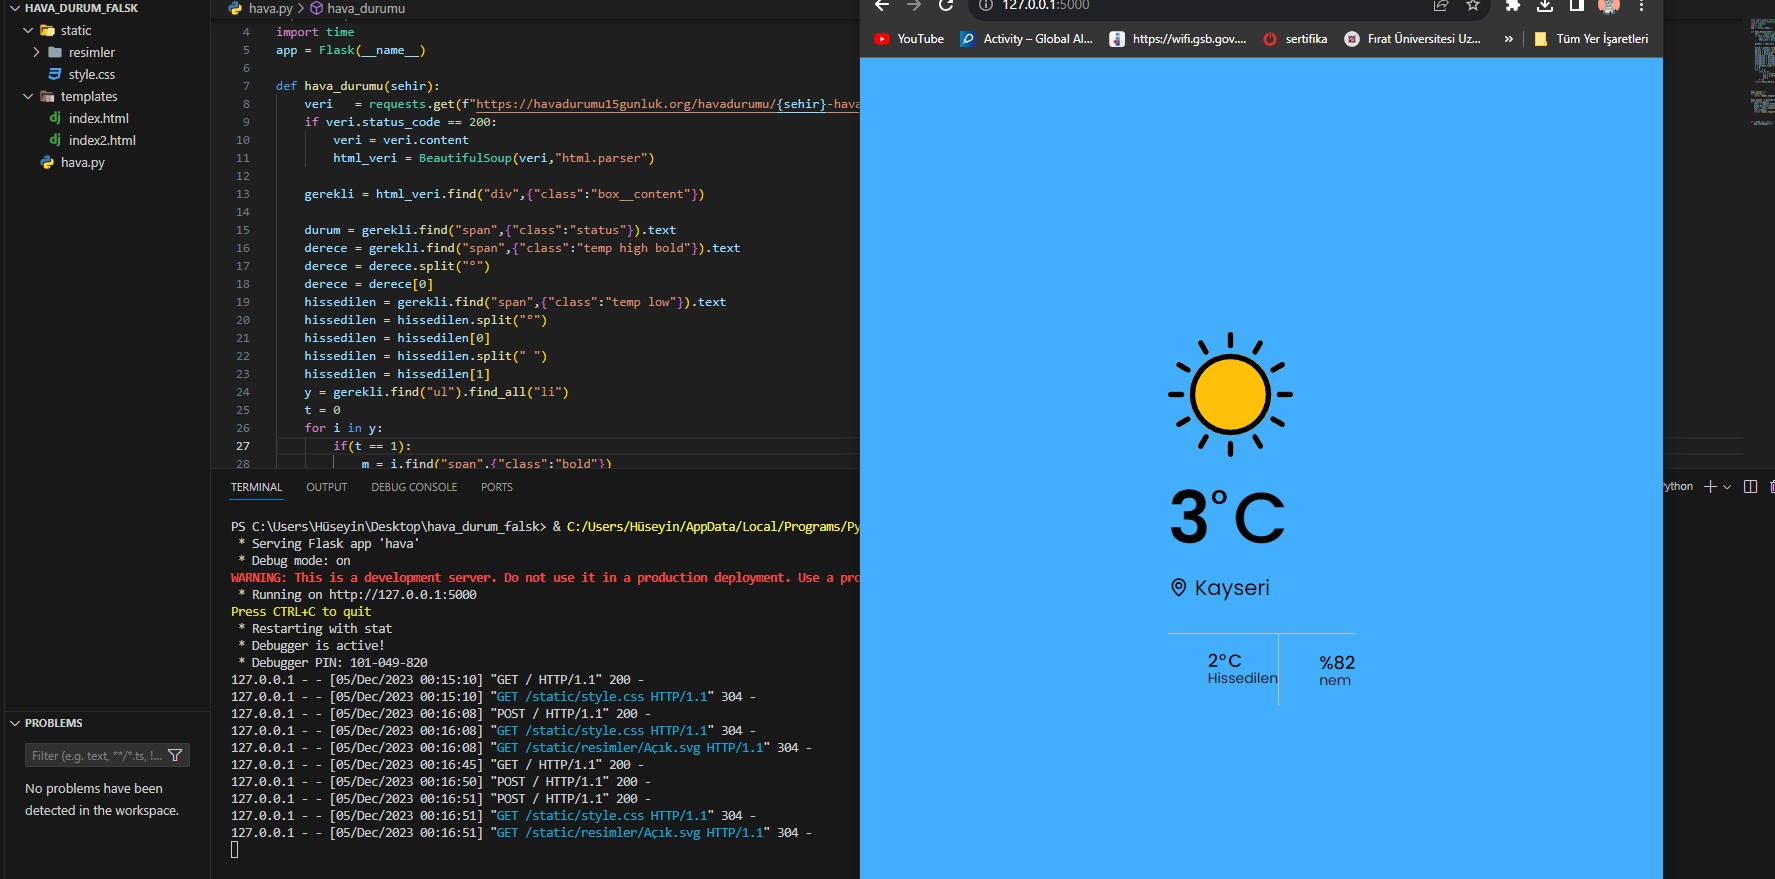 HAVA_DURUM_FALSK
static
resimler
style.css
templates
index.html
index2.html
hava.py
PROBLEMS
Filter (e.g. text, **/*.ts, !...
No problems have been
detected in the workspace.
hava.py > hava_durumu
4 import time
5 app = Flask(__name__)
6
7 def hava_durumu(sehir):
8 veri   = requests.get(f"https://havadurumu15gunluk.org/havadurumu/{sehir}-hava
9 if veri.status_code == 200:
10 veri = veri.content
11 html_veri = BeautifulSoup(veri,"html.parser")
12
13 gerekli = html_veri.find("div",{"class":"box__content"})
14
15 durum = gerekli.find("span",{"class":"status"}).text
16 derece = gerekli.find("span",{"class":"temp high bold"}).text
17 derece = derece.split("°")
18 derece = derece[0]
19 hissedilen = gerekli.find("span",{"class":"temp low"}).text
20 hissedilen = hissedilen.split("°")
21 hissedilen = hissedilen[0]
22 hissedilen = hissedilen.split(" ")
23 hissedilen = hissedilen[1]
24 y = gerekli.find("ul").find_all("li")
25 t = 0
26 for i in y:
27 if(t == 1):
28 m = i.find("span",{"class":"bold"})
TERMINAL OUTPUT DEBUG CONSOLE PORTS
Python
PS C:\Users\Hüseyin\Desktop\hava_durum_falsk> & C:/Users/Hüseyin/AppData/Local/Programs/Py
* Serving Flask app 'hava'
* Debug mode: on
WARNING: This is a development server. Do not use it in a production deployment. Use a pro
* Running on http://127.0.0.1:5000
Press CTRL+C to quit
* Restarting with stat
* Debugger is active!
* Debugger PIN: 101-049-820
127.0.0.1 - - [05/Dec/2023 00:15:10] "GET / HTTP/1.1" 200 -
127.0.0.1 - - [05/Dec/2023 00:15:10] "GET /static/style.css HTTP/1.1" 304 -
127.0.0.1 - - [05/Dec/2023 00:16:08] "POST / HTTP/1.1" 200 -
127.0.0.1 - - [05/Dec/2023 00:16:08] "GET /static/style.css HTTP/1.1" 304 -
127.0.0.1 - - [05/Dec/2023 00:16:08] "GET /static/resimler/Açık.svg HTTP/1.1" 304 -
127.0.0.1 - - [05/Dec/2023 00:16:45] "GET / HTTP/1.1" 200 -
127.0.0.1 - - [05/Dec/2023 00:16:50] "POST / HTTP/1.1" 200 -
127.0.0.1 - - [05/Dec/2023 00:16:51] "POST / HTTP/1.1" 200 -
127.0.0.1 - - [05/Dec/2023 00:16:51] "GET /static/style.css HTTP/1.1" 304 -
127.0.0.1 - - [05/Dec/2023 00:16:51] "GET /static/resimler/Açık.svg HTTP/1.1" 304 -
127.0.0.1:5000
YouTube Activity – Global Al... https://wifi.gsb.gov.... sertifika Fırat Üniversitesi Uz... » Tüm Yer İşaretleri
3°C
Kayseri
2°C
Hissedilen
%82
nem